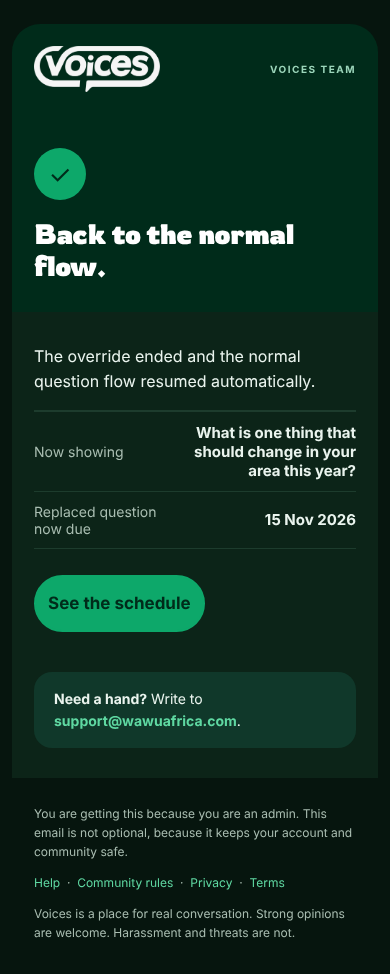 voices
VOICES TEAM
Back to the normal
flow.
The override ended and the normal
question flow resumed automatically.
Now showing
What is one thing that
should change in your
area this year?
Replaced question
now due
15 Nov 2026
See the schedule
Need a hand? Write to
support@wawuafrica.com.
You are getting this because you are an admin. This
email is not optional, because it keeps your account and
community safe.
Help · Community rules · Privacy · Terms
Voices is a place for real conversation. Strong opinions
are welcome. Harassment and threats are not.